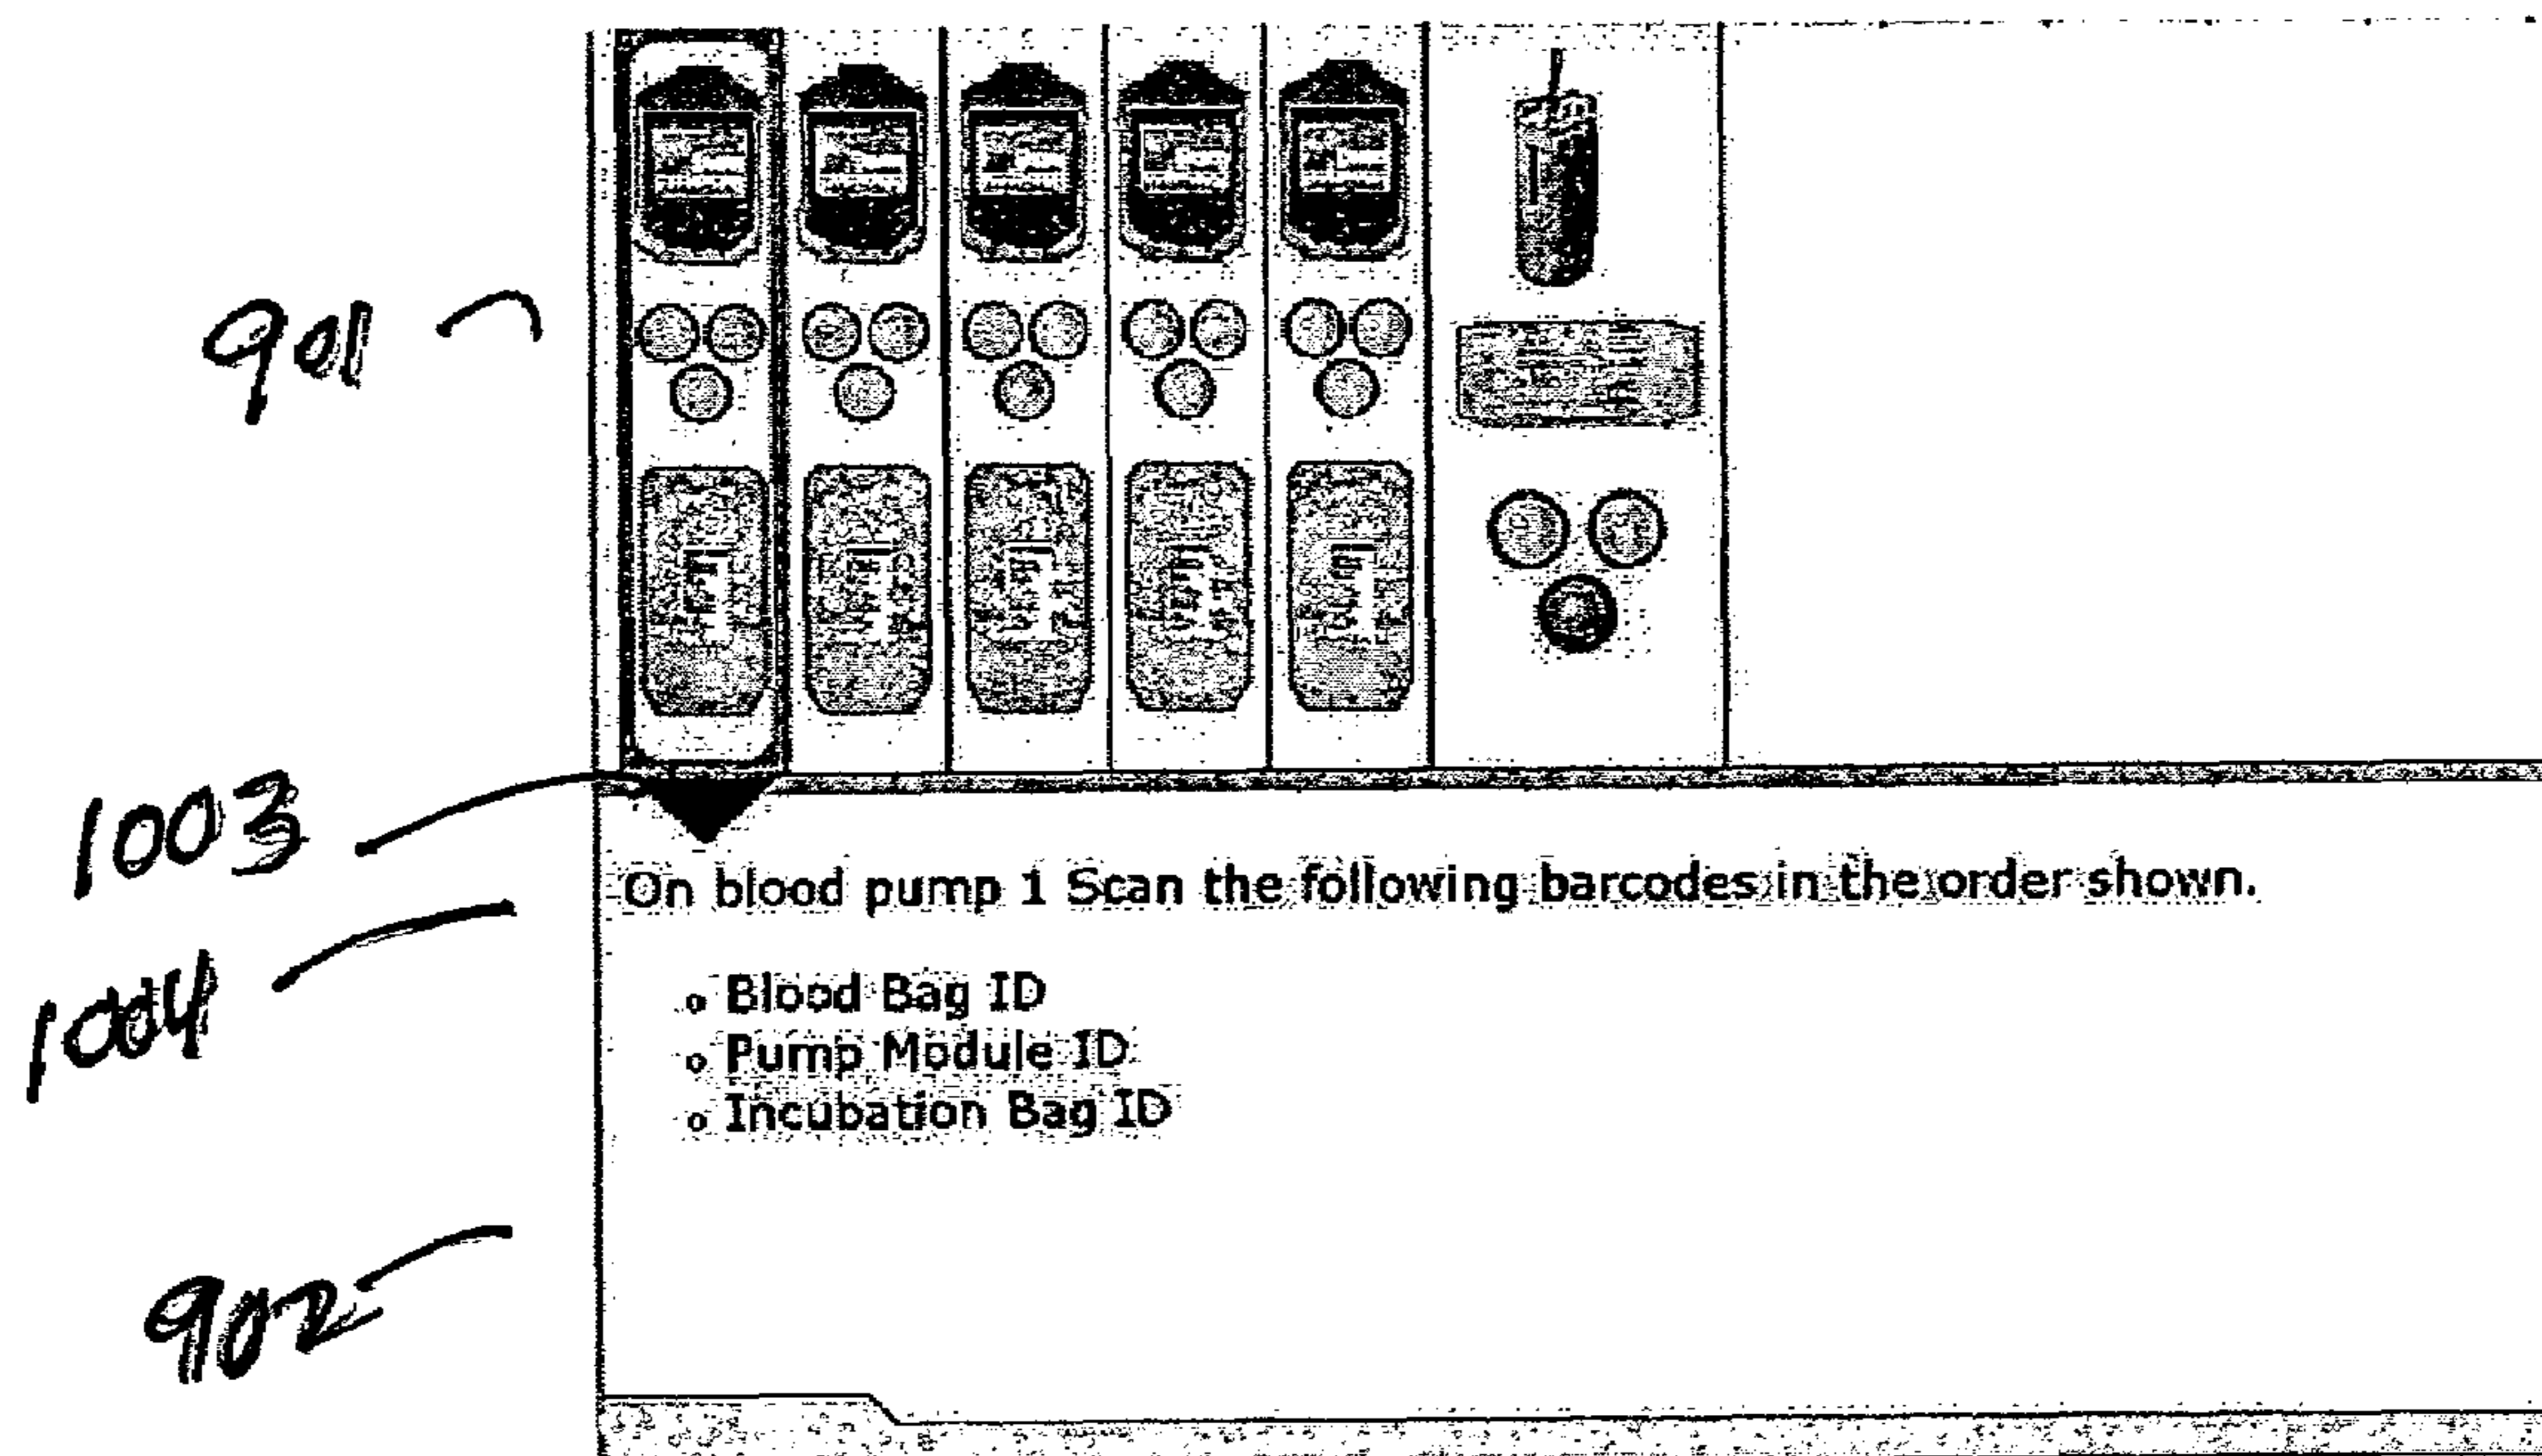 901
1003
On blood pump 1 Scan the following barcodes in the order shown.
1004
Blood Bag ID
Pump Module ID
Incubation Bag ID
902